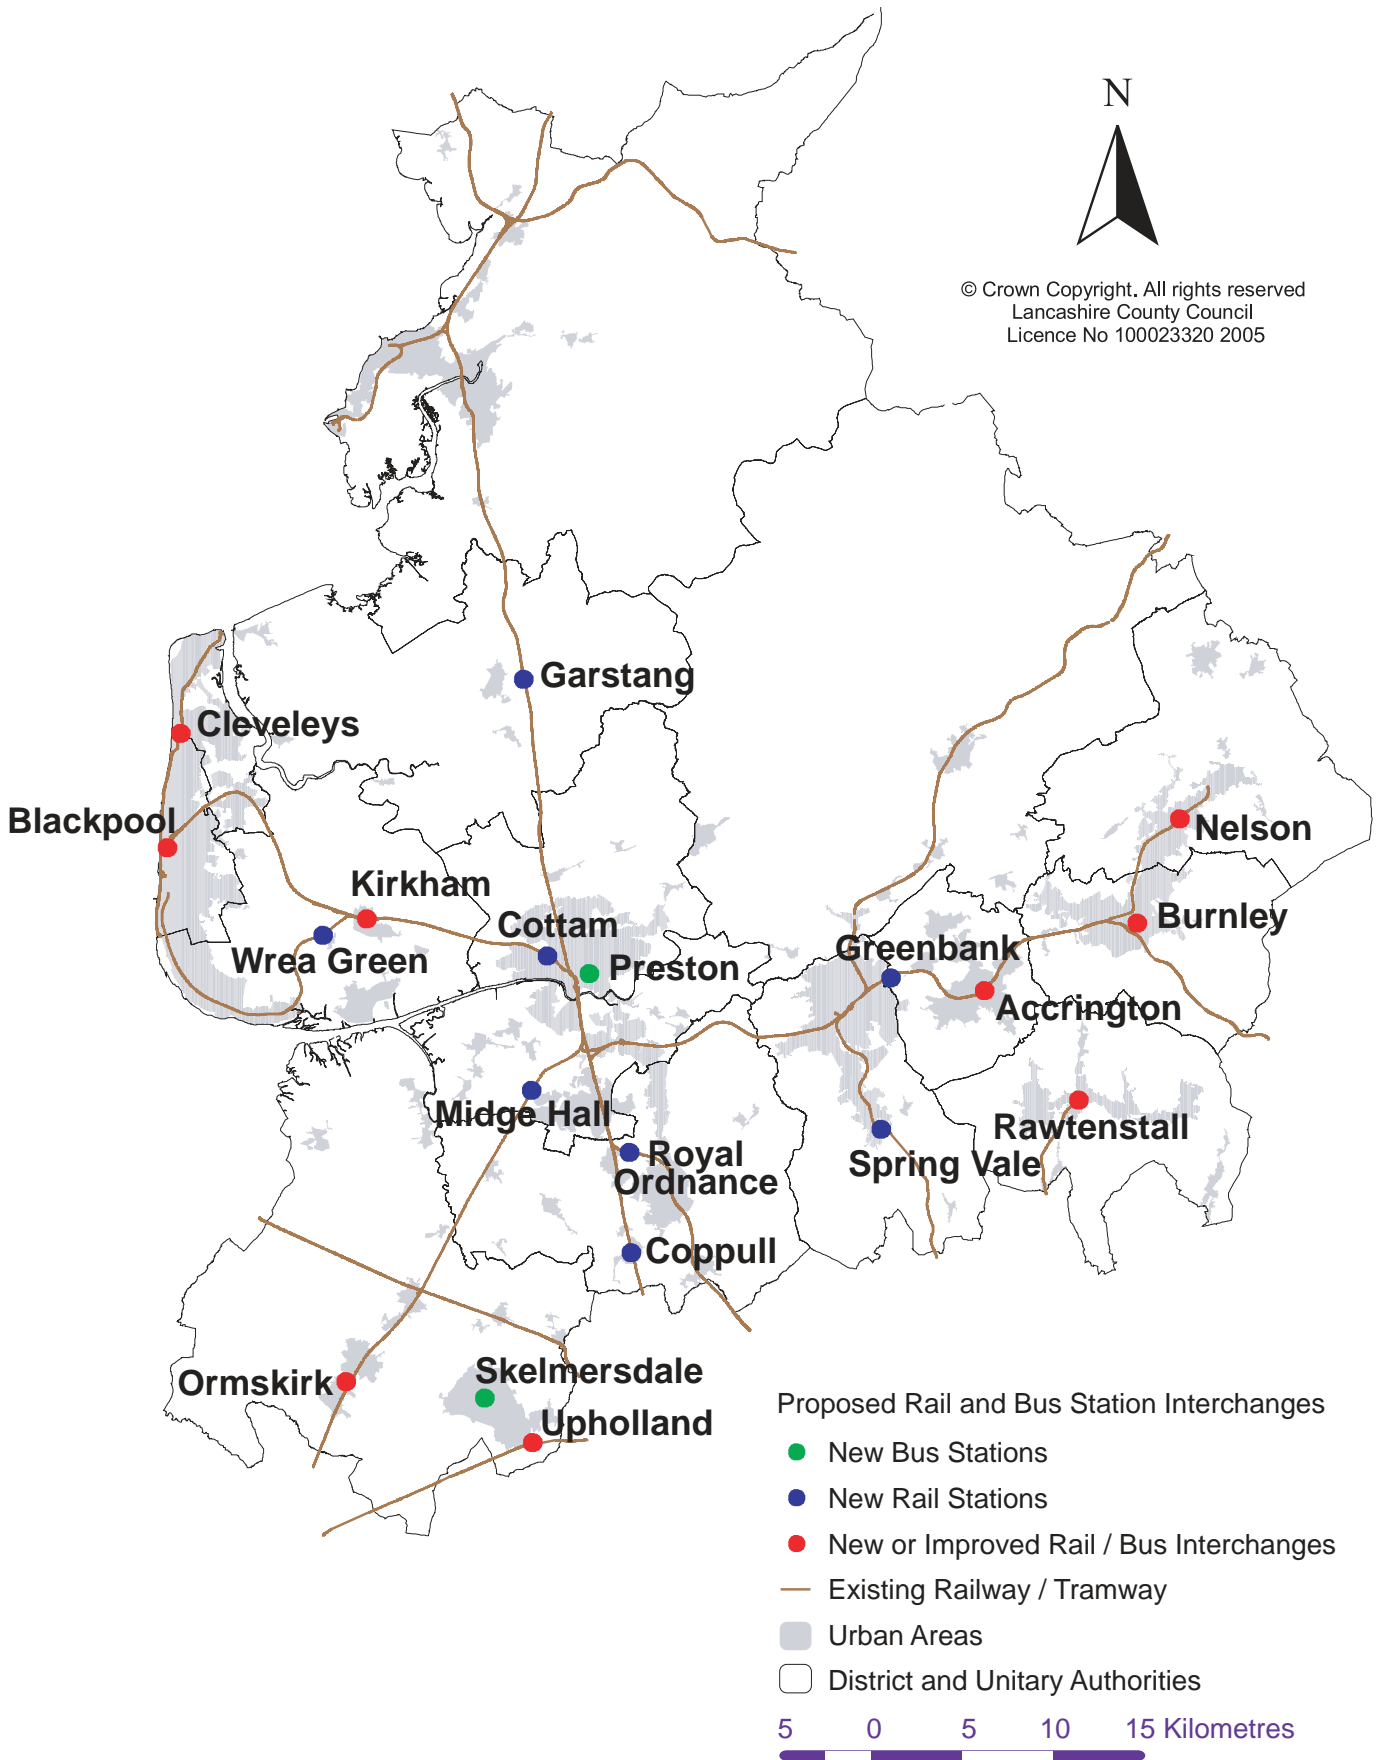 N
© Crown Copyright. All rights reserved
Lancashire County Council
Licence No 100023320 2005
Garstang
Cleveleys
Blackpool
Nelson
Kirkham
Burnley
Cottam
Greenbank
Wrea Green
Preston
Accrington
Midge Hall
Rawtenstall
Royal
Ordnance
Spring Vale
Coppull
Skelmersdale
Ormskirk
Upholland
Proposed Rail and Bus Station Interchanges
New Bus Stations
New Rail Stations
New or Improved Rail / Bus Interchanges
Existing Railway / Tramway
Urban Areas
District and Unitary Authorities
5 0 5 10 15 Kilometres